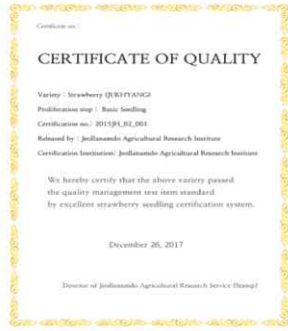 Certificate no.:
CERTIFICATE OF QUALITY
Variety : Strawberry (JUKHYANG)
Proliferation step : Basic Seedling
Certification no.: 2015JH_02_001
Released by : Jeollanamdo Agricultural Research Institute
Certification Institution: Jeollanamdo Agricultural Research Institute
We hereby certify that the above variety passed
the quality management test item standard
by excellent strawberry seedling certification system.
December 26, 2017
Director of Jeollanamdo Agricultural Research Service (Stamp)